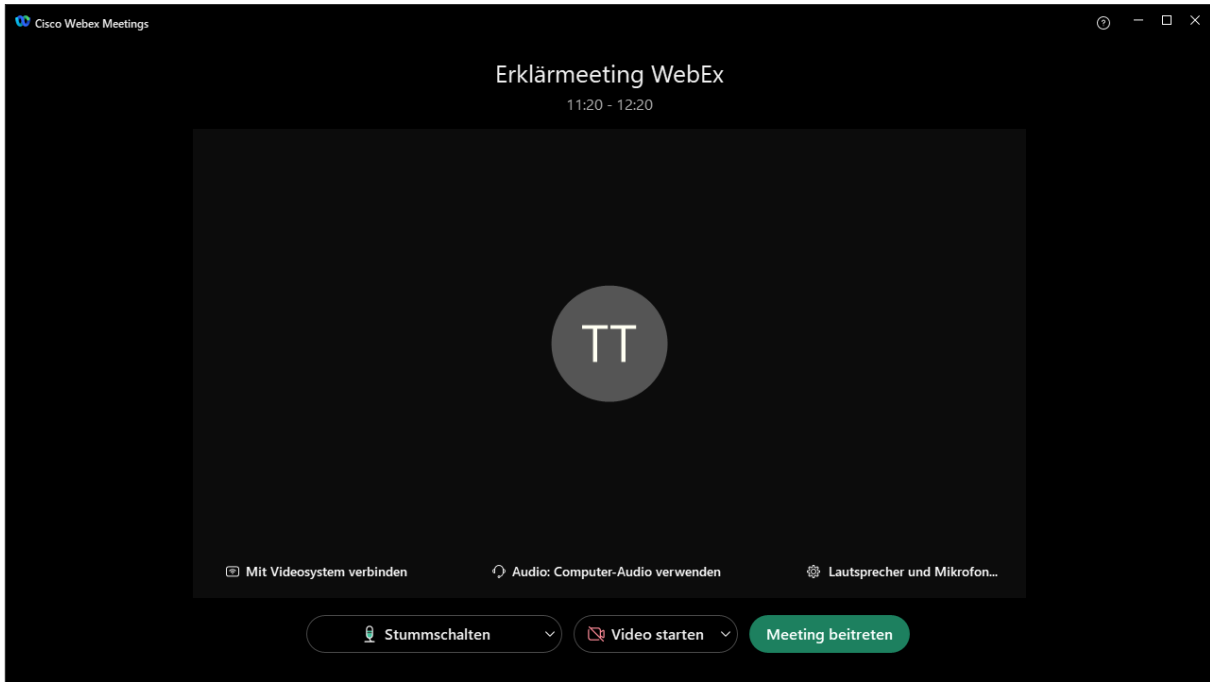 Cisco Webex Meetings
Erklärmeeting WebEx
11:20 - 12:20
TT
Mit Videosystem verbinden
Audio: Computer-Audio verwenden
Lautsprecher und Mikrofon...
Stummschalten
Video starten
Meeting beitreten